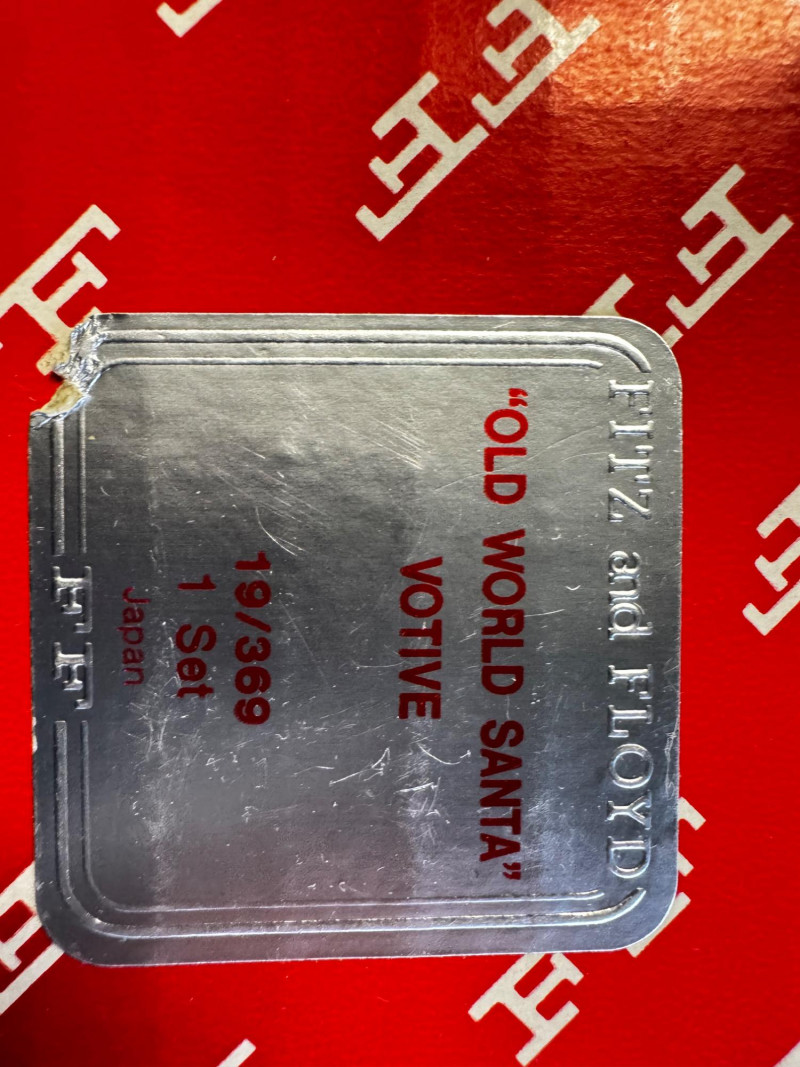 FITZ and FLOYD
“OLD WORLD SANTA”
VOTIVE
19/369
1 Set
Japan
FF